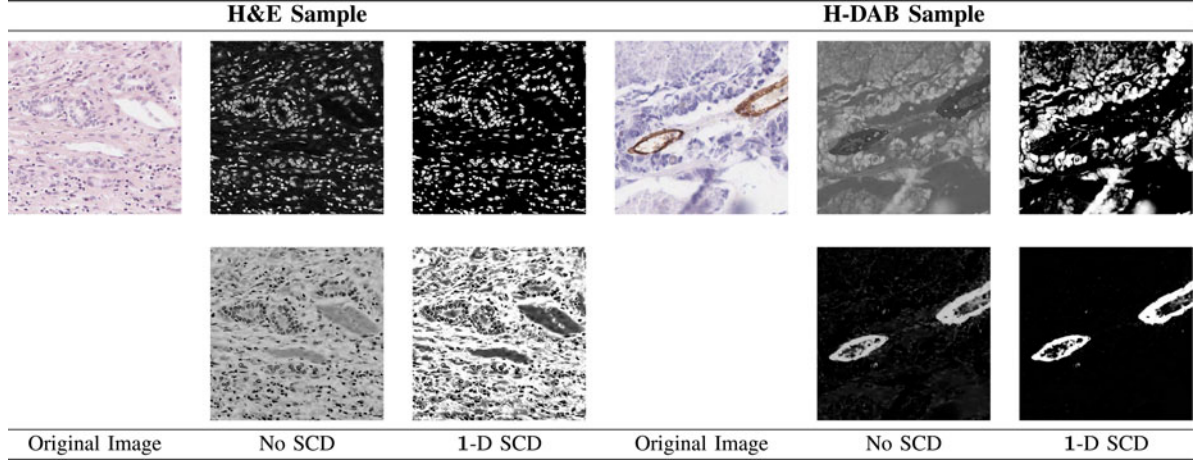 H&E Sample H-DAB Sample
Original Image No SCD 1-D SCD Original Image No SCD 1-D SCD